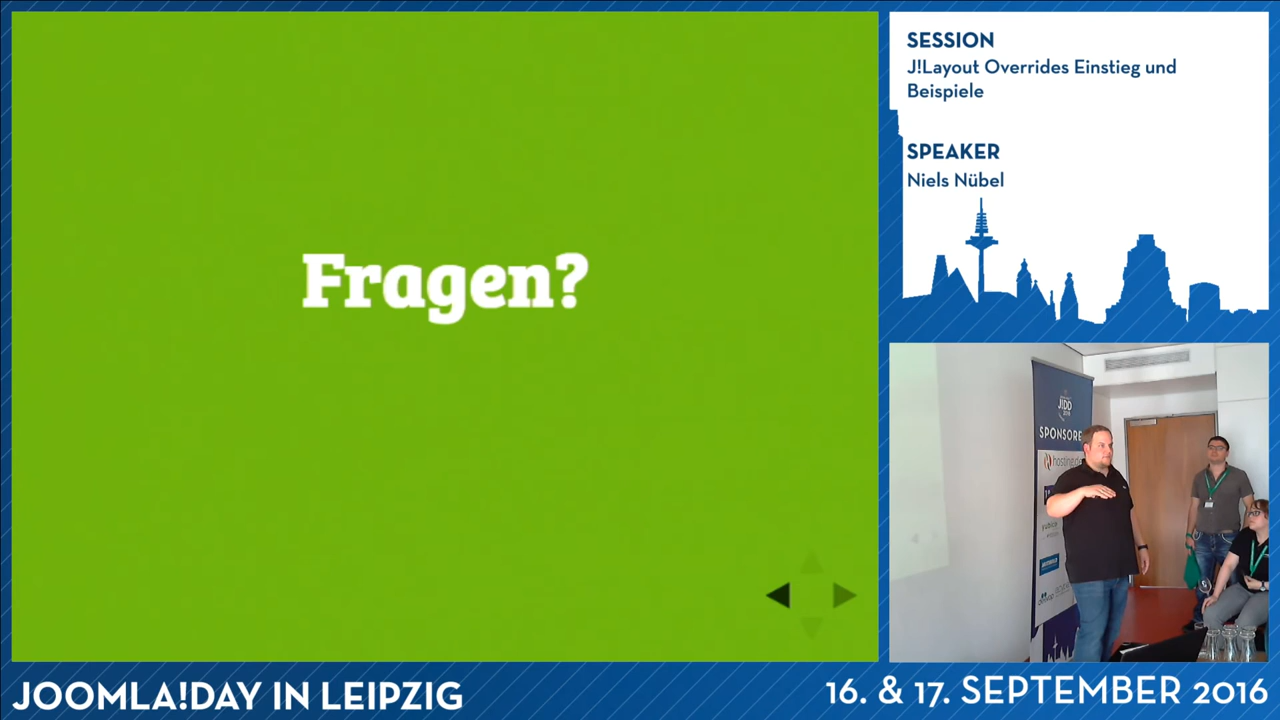 Fragen?
SESSION
J!Layout Overrides Einstieg und
Beispiele
SPEAKER
Niels Nübel
J!DD
SPONSORE
JOOMLA!DAY IN LEIPZIG
16. & 17. SEPTEMBER 2016